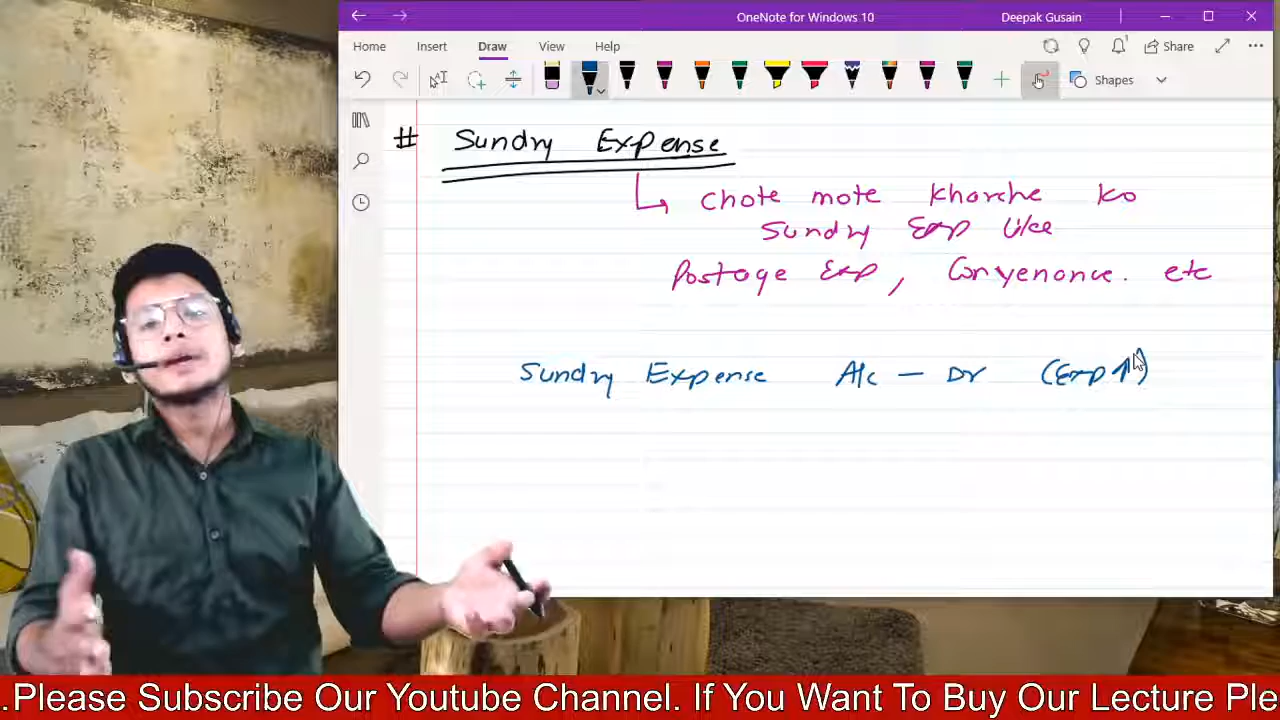 OneNote for Windows 10
Deepak Gusain
Home Insert Draw View Help
Share
Shapes
# Sundry Expense
Chote mote Kharche Ko
Sundry Exp like
Postage Exp, Conyenance. etc
Sundry Expense A/c - Dr (Exp↑)
.Please Subscribe Our Youtube Channel. If You Want To Buy Our Lecture Ple